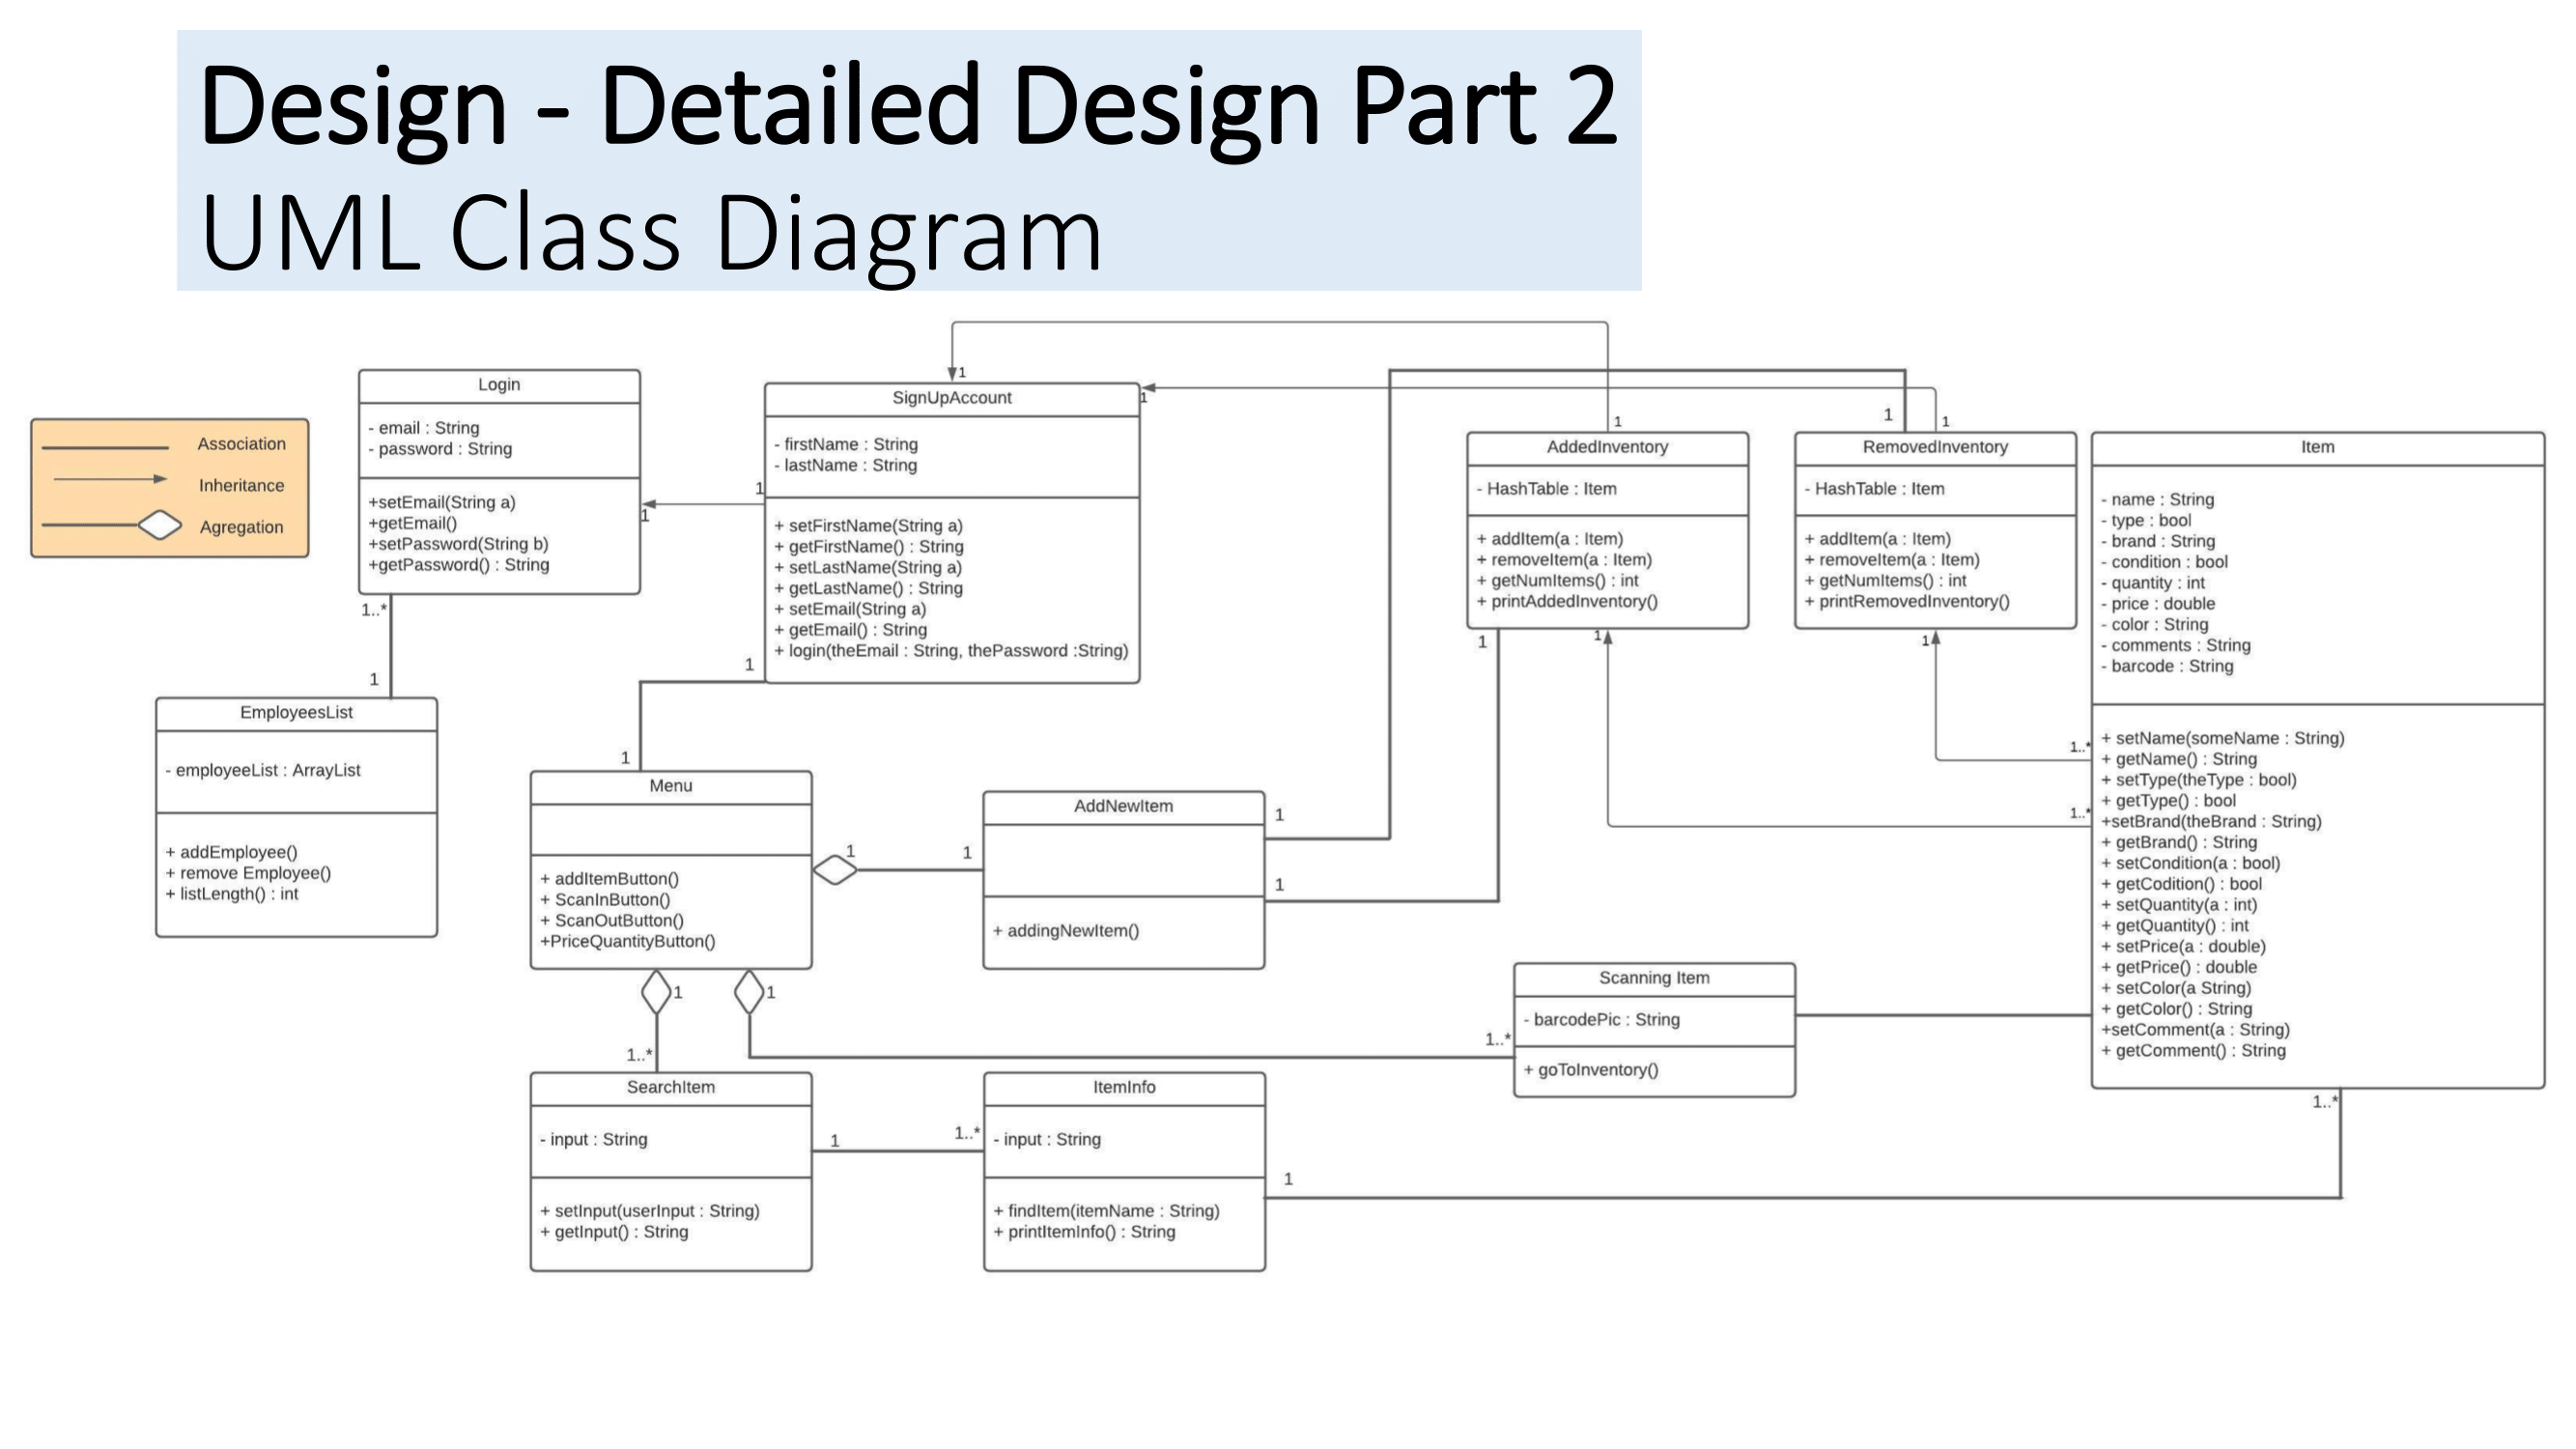 Design - Detailed Design Part 2
UML Class Diagram
Association
Inheritance
Agregation
Login
- email : String
- password : String
+setEmail(String a)
+getEmail()
+setPassword(String b)
+getPassword() : String
1..*
1
EmployeesList
- employeeList : ArrayList
+ addEmployee()
+ remove Employee()
+ listLength() : int
1
1
1
1
SignUpAccount
- firstName : String
- lastName : String
+ setFirstName(String a)
+ getFirstName() : String
+ setLastName(String a)
+ getLastName() : String
+ setEmail(String a)
+ getEmail() : String
+ login(theEmail : String, thePassword :String)
1
1
Menu
+ addItemButton()
+ ScanInButton()
+ ScanOutButton()
+PriceQuantityButton()
1
1
AddNewItem
+ addingNewItem()
1
1
1
1
1
AddedInventory
- HashTable : Item
+ addItem(a : Item)
+ removeItem(a : Item)
+ getNumItems() : int
+ printAddedInventory()
1
1
1
1
RemovedInventory
- HashTable : Item
+ addItem(a : Item)
+ removeItem(a : Item)
+ getNumItems() : int
+ printRemovedInventory()
1
1..*
1..*
Item
- name : String
- type : bool
- brand : String
- condition : bool
- quantity : int
- price : double
- color : String
- comments : String
- barcode : String
+ setName(someName : String)
+ getName() : String
+ setType(theType : bool)
+ getType() : bool
+setBrand(theBrand : String)
+ getBrand() : String
+ setCondition(a : bool)
+ getCodition() : bool
+ setQuantity(a : int)
+ getQuantity() : int
+ setPrice(a : double)
+ getPrice() : double
+ setColor(a String)
+ getColor() : String
+setComment(a : String)
+ getComment() : String
1..*
1..*
Scanning Item
- barcodePic : String
+ goToInventory()
1..*
SearchItem
- input : String
+ setInput(userInput : String)
+ getInput() : String
1
1..*
ItemInfo
- input : String
+ findItem(itemName : String)
+ printItemInfo() : String
1